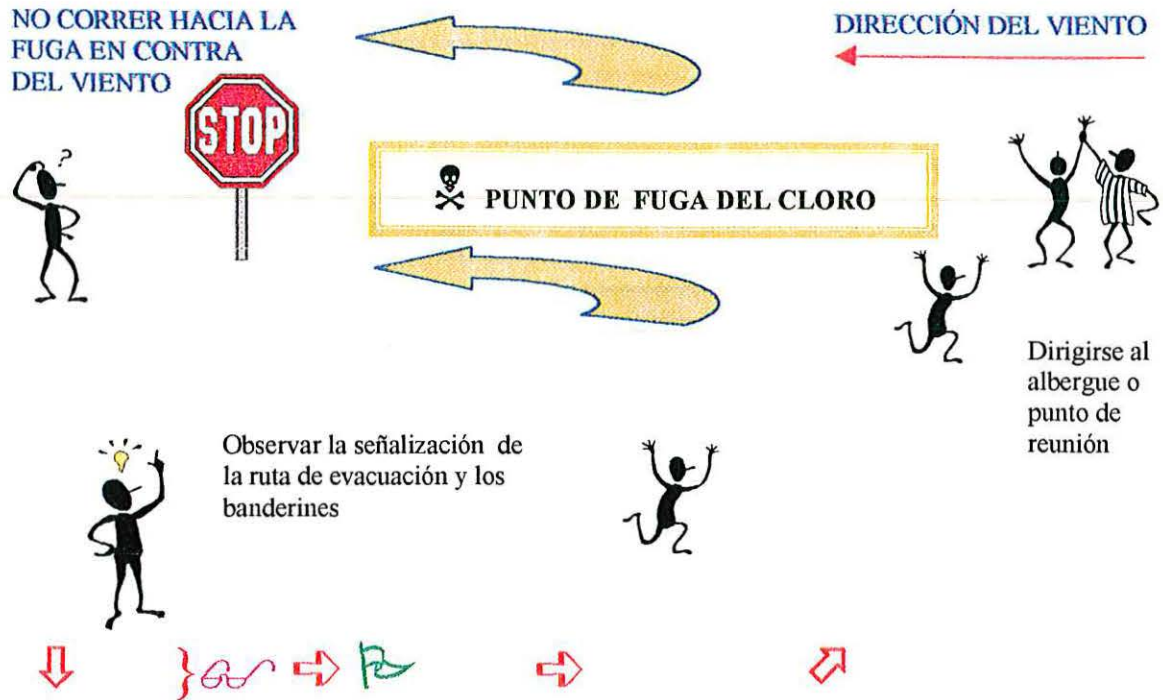 NO CORRER HACIA LA
FUGA EN CONTRA
DEL VIENTO
DIRECCIÓN DEL VIENTO
STOP
?
PUNTO DE FUGA DEL CLORO
Dirigirse al
albergue o
punto de
reunión
Observar la señalización de
la ruta de evacuación y los
banderines